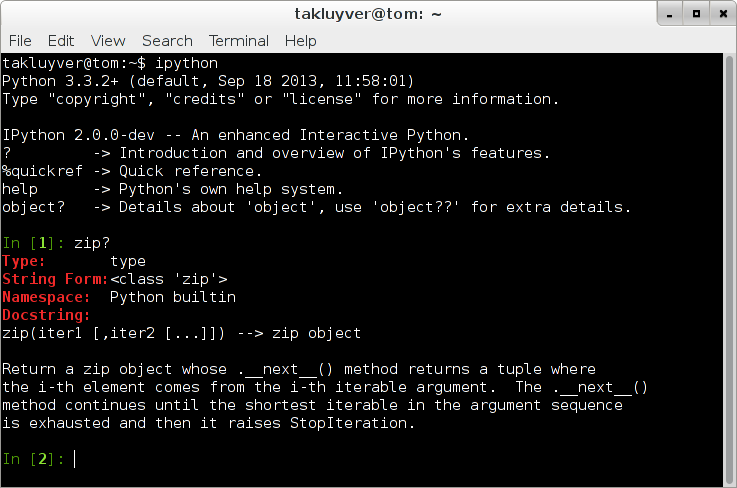 takluyver@tom: ~
File Edit View Search Terminal Help
takluyver@tom:~$ ipython
Python 3.3.2+ (default, Sep 18 2013, 11:58:01)
Type "copyright", "credits" or "license" for more information.
IPython 2.0.0-dev -- An enhanced Interactive Python.
?         -> Introduction and overview of IPython's features.
%quickref -> Quick reference.
help      -> Python's own help system.
object?   -> Details about 'object', use 'object??' for extra details.
In [1]: zip?
Type:       type
String Form:<class 'zip'>
Namespace:  Python builtin
Docstring:
zip(iter1 [,iter2 [...]]) --> zip object
Return a zip object whose .__next__() method returns a tuple where
the i-th element comes from the i-th iterable argument.  The .__next__()
method continues until the shortest iterable in the argument sequence
is exhausted and then it raises StopIteration.
In [2]: